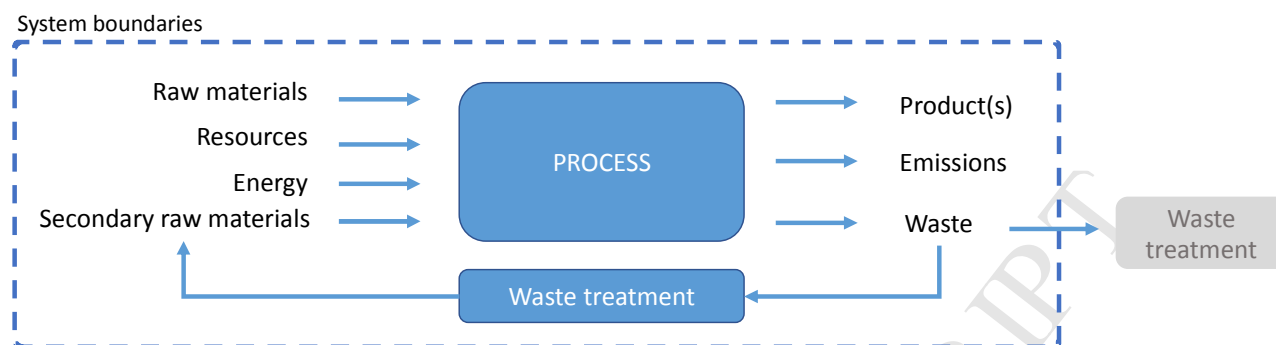 System boundaries
Raw materials
Resources
Energy
Secondary raw materials
PROCESS
Product(s)
Emissions
Waste
Waste
treatment
Waste treatment